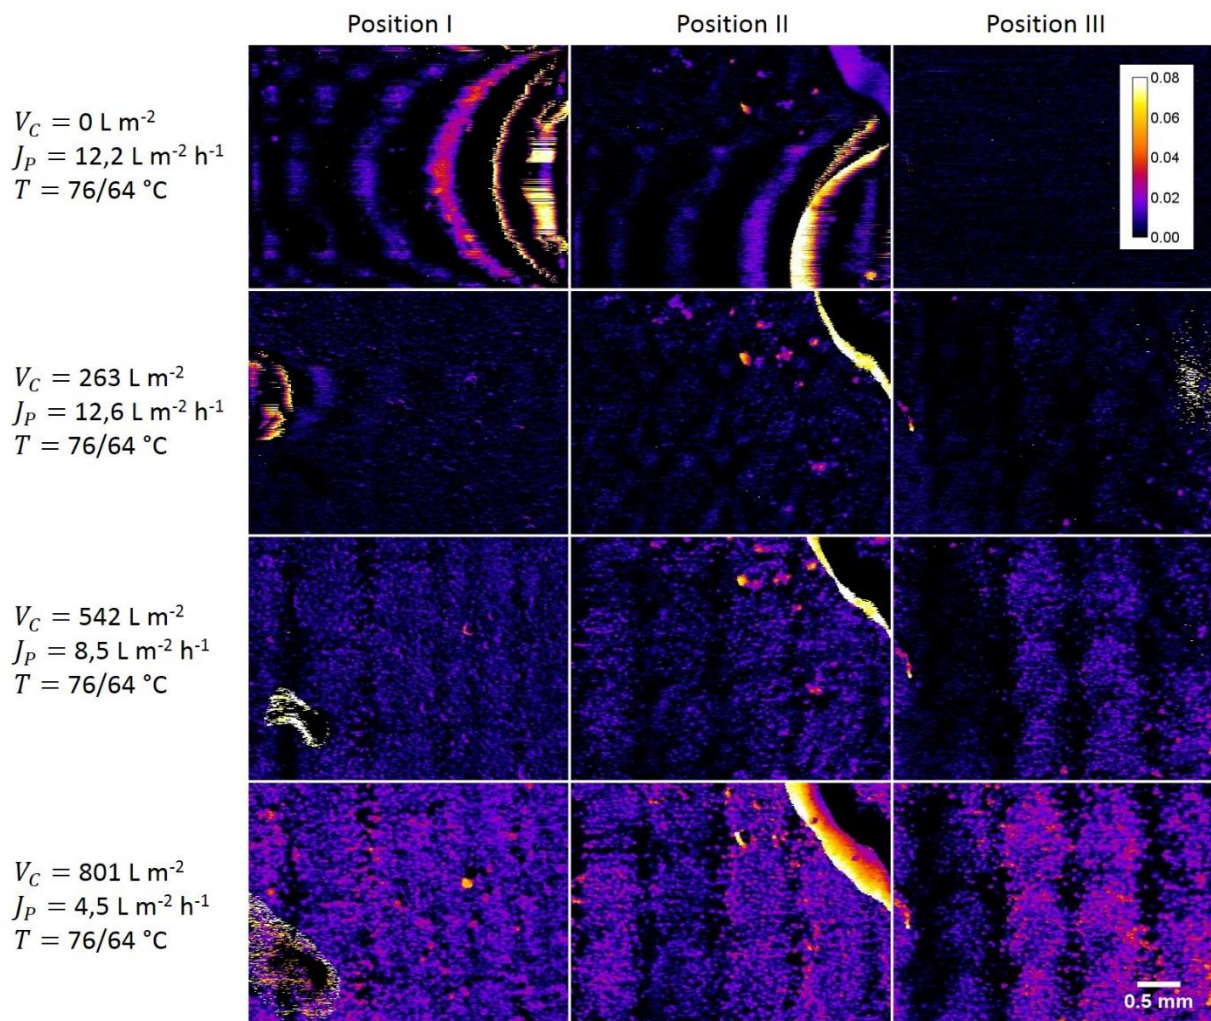 Position I Position II Position III
V_C = 0 L m⁻²
J_P = 12,2 L m⁻² h⁻¹
T = 76/64 °C
0.08
0.06
0.04
0.02
0.00
V_C = 263 L m⁻²
J_P = 12,6 L m⁻² h⁻¹
T = 76/64 °C
V_C = 542 L m⁻²
J_P = 8,5 L m⁻² h⁻¹
T = 76/64 °C
V_C = 801 L m⁻²
J_P = 4,5 L m⁻² h⁻¹
T = 76/64 °C
0.5 mm